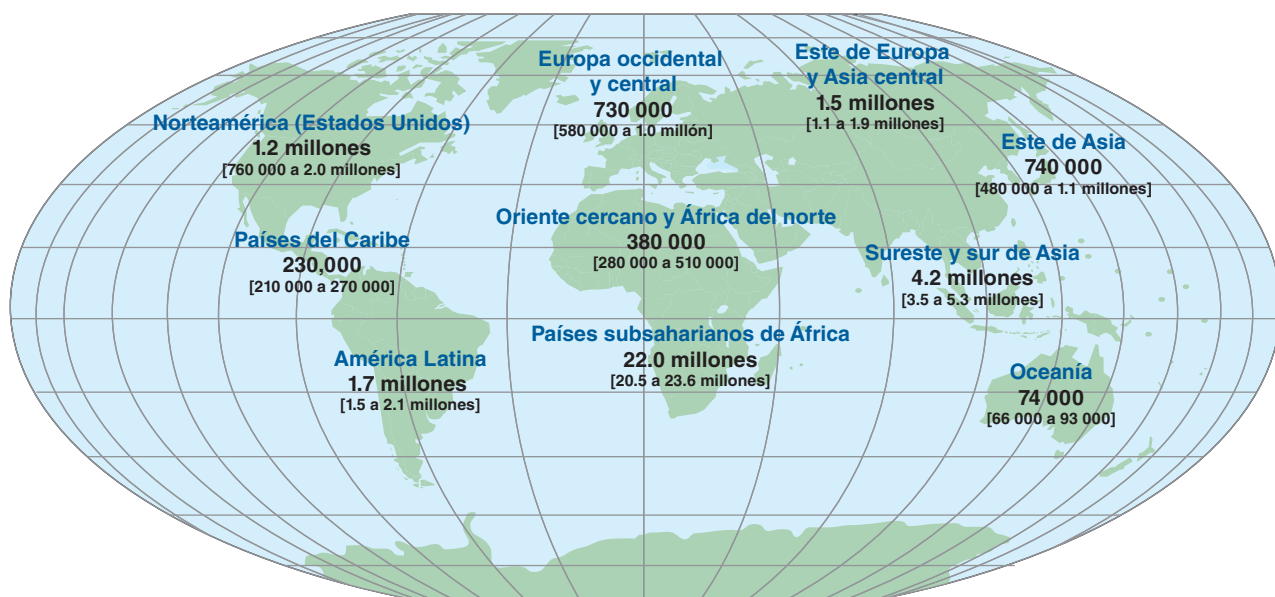 Europa occidental
y central
730 000
[580 000 a 1.0 millón]
Este de Europa
y Asia central
1.5 millones
[1.1 a 1.9 millones]
Norteamérica (Estados Unidos)
1.2 millones
[760 000 a 2.0 millones]
Este de Asia
740 000
[480 000 a 1.1 millones]
Oriente cercano y África del norte
380 000
[280 000 a 510 000]
Países del Caribe
230,000
[210 000 a 270 000]
Sureste y sur de Asia
4.2 millones
[3.5 a 5.3 millones]
Países subsaharianos de África
22.0 millones
[20.5 a 23.6 millones]
América Latina
1.7 millones
[1.5 a 2.1 millones]
Oceanía
74 000
[66 000 a 93 000]